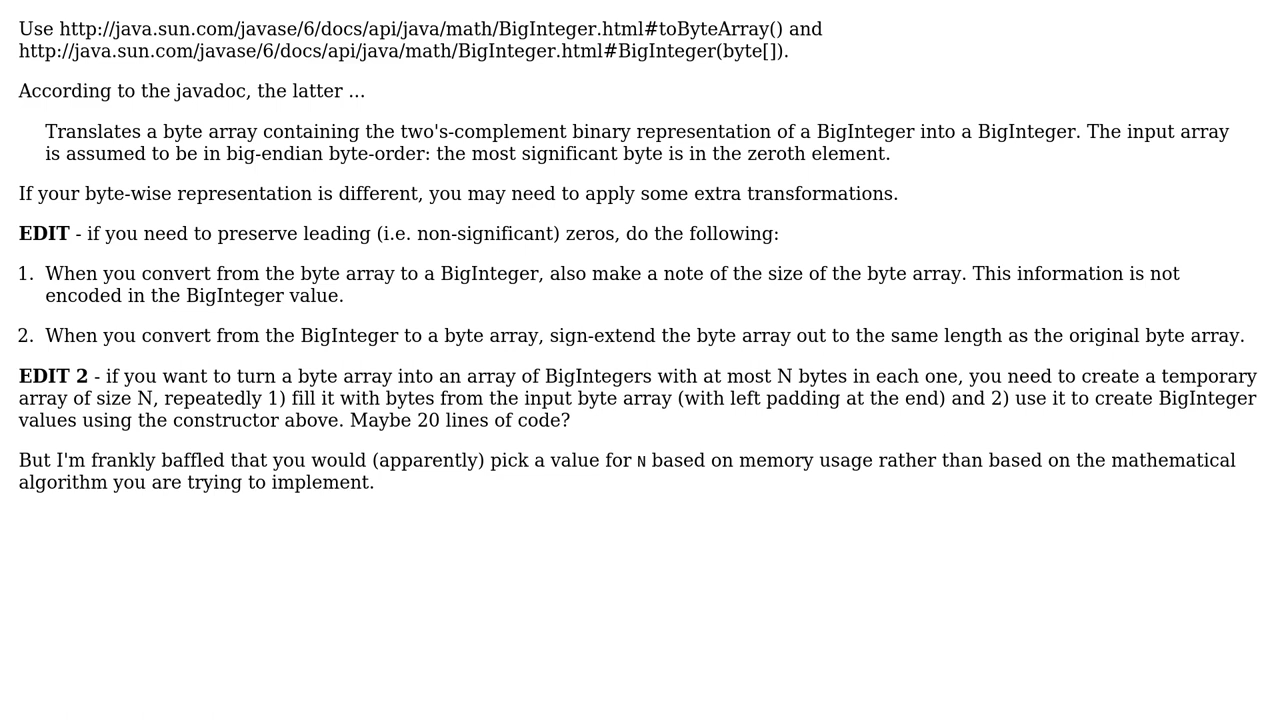 Use http://java.sun.com/javase/6/docs/api/java/math/BigInteger.html#toByteArray() and
http://java.sun.com/javase/6/docs/api/java/math/BigInteger.html#BigInteger(byte[]).
According to the javadoc, the latter ...
Translates a byte array containing the two's-complement binary representation of a BigInteger into a BigInteger. The input array
is assumed to be in big-endian byte-order: the most significant byte is in the zeroth element.
If your byte-wise representation is different, you may need to apply some extra transformations.
EDIT - if you need to preserve leading (i.e. non-significant) zeros, do the following:
1. When you convert from the byte array to a BigInteger, also make a note of the size of the byte array. This information is not
encoded in the BigInteger value.
2. When you convert from the BigInteger to a byte array, sign-extend the byte array out to the same length as the original byte array.
EDIT 2 - if you want to turn a byte array into an array of BigIntegers with at most N bytes in each one, you need to create a temporary
array of size N, repeatedly 1) fill it with bytes from the input byte array (with left padding at the end) and 2) use it to create BigInteger
values using the constructor above. Maybe 20 lines of code?
But I'm frankly baffled that you would (apparently) pick a value for N based on memory usage rather than based on the mathematical
algorithm you are trying to implement.